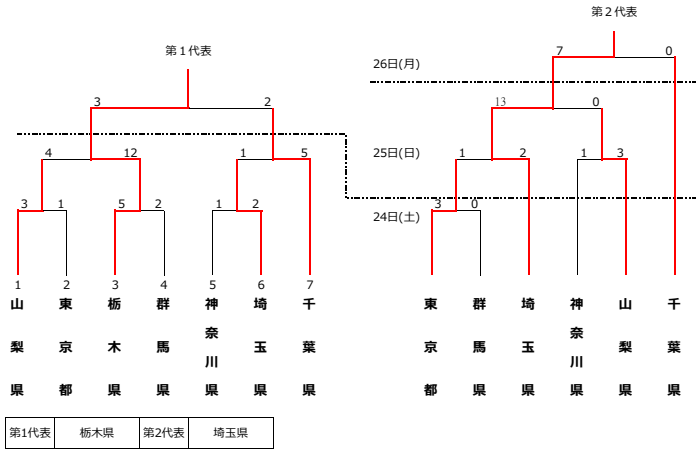 第２代表
第１代表
26日(月)
7 0
3 2
13 0
25日(日)
4 12 1 5
1 2 1 3
24日(土)
3 1 5 2 1 2
3 0
1 2 3 4 5 6 7
山梨県 東京都 栃木県 群馬県 神奈川県 埼玉県 千葉県
東京都 群馬県 埼玉県 神奈川県 山梨県 千葉県
第1代表 栃木県 第2代表 埼玉県